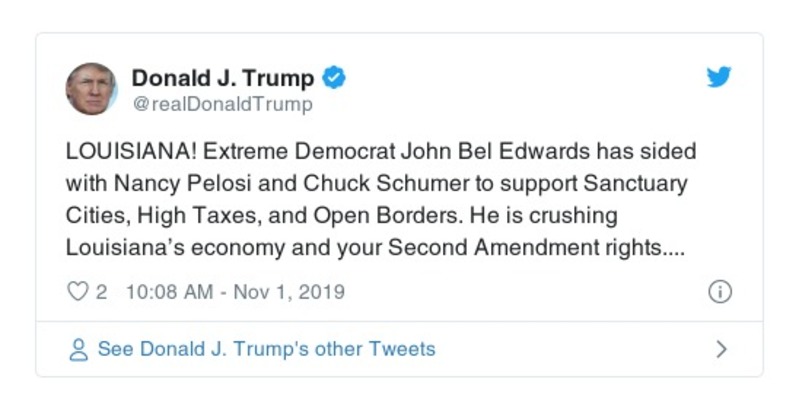 Donald J. Trump
@realDonaldTrump
LOUISIANA! Extreme Democrat John Bel Edwards has sided
with Nancy Pelosi and Chuck Schumer to support Sanctuary
Cities, High Taxes, and Open Borders. He is crushing
Louisiana’s economy and your Second Amendment rights....
2 10:08 AM - Nov 1, 2019
See Donald J. Trump's other Tweets